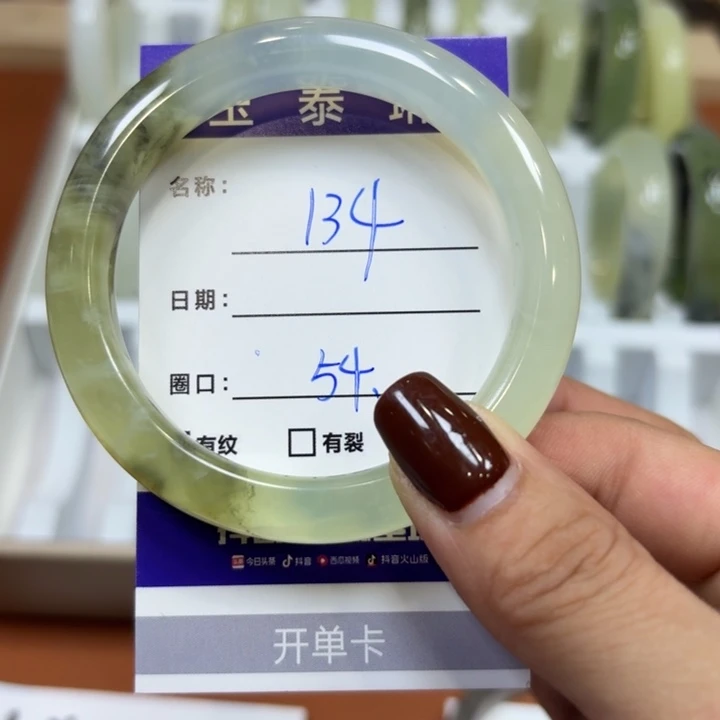 玉泰瑞
名称: 134
日期:
圈口: 54.
有纹 □有裂
今日头条 抖音 西瓜视频 抖音火山版
开单卡